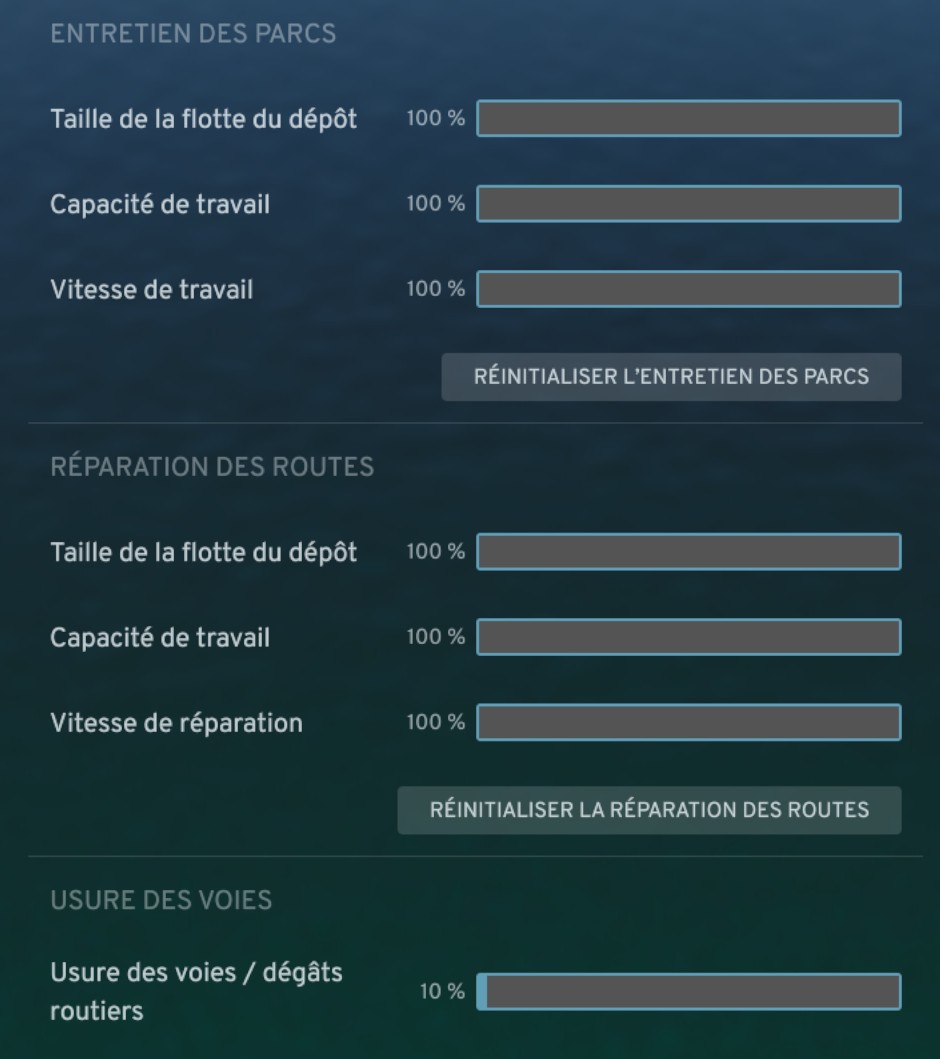 ENTRETIEN DES PARCS
Taille de la flotte du dépôt 100 %
Capacité de travail 100 %
Vitesse de travail 100 %
RÉINITIALISER L’ENTRETIEN DES PARCS
RÉPARATION DES ROUTES
Taille de la flotte du dépôt 100 %
Capacité de travail 100 %
Vitesse de réparation 100 %
RÉINITIALISER LA RÉPARATION DES ROUTES
USURE DES VOIES
Usure des voies / dégâts
routiers 10 %